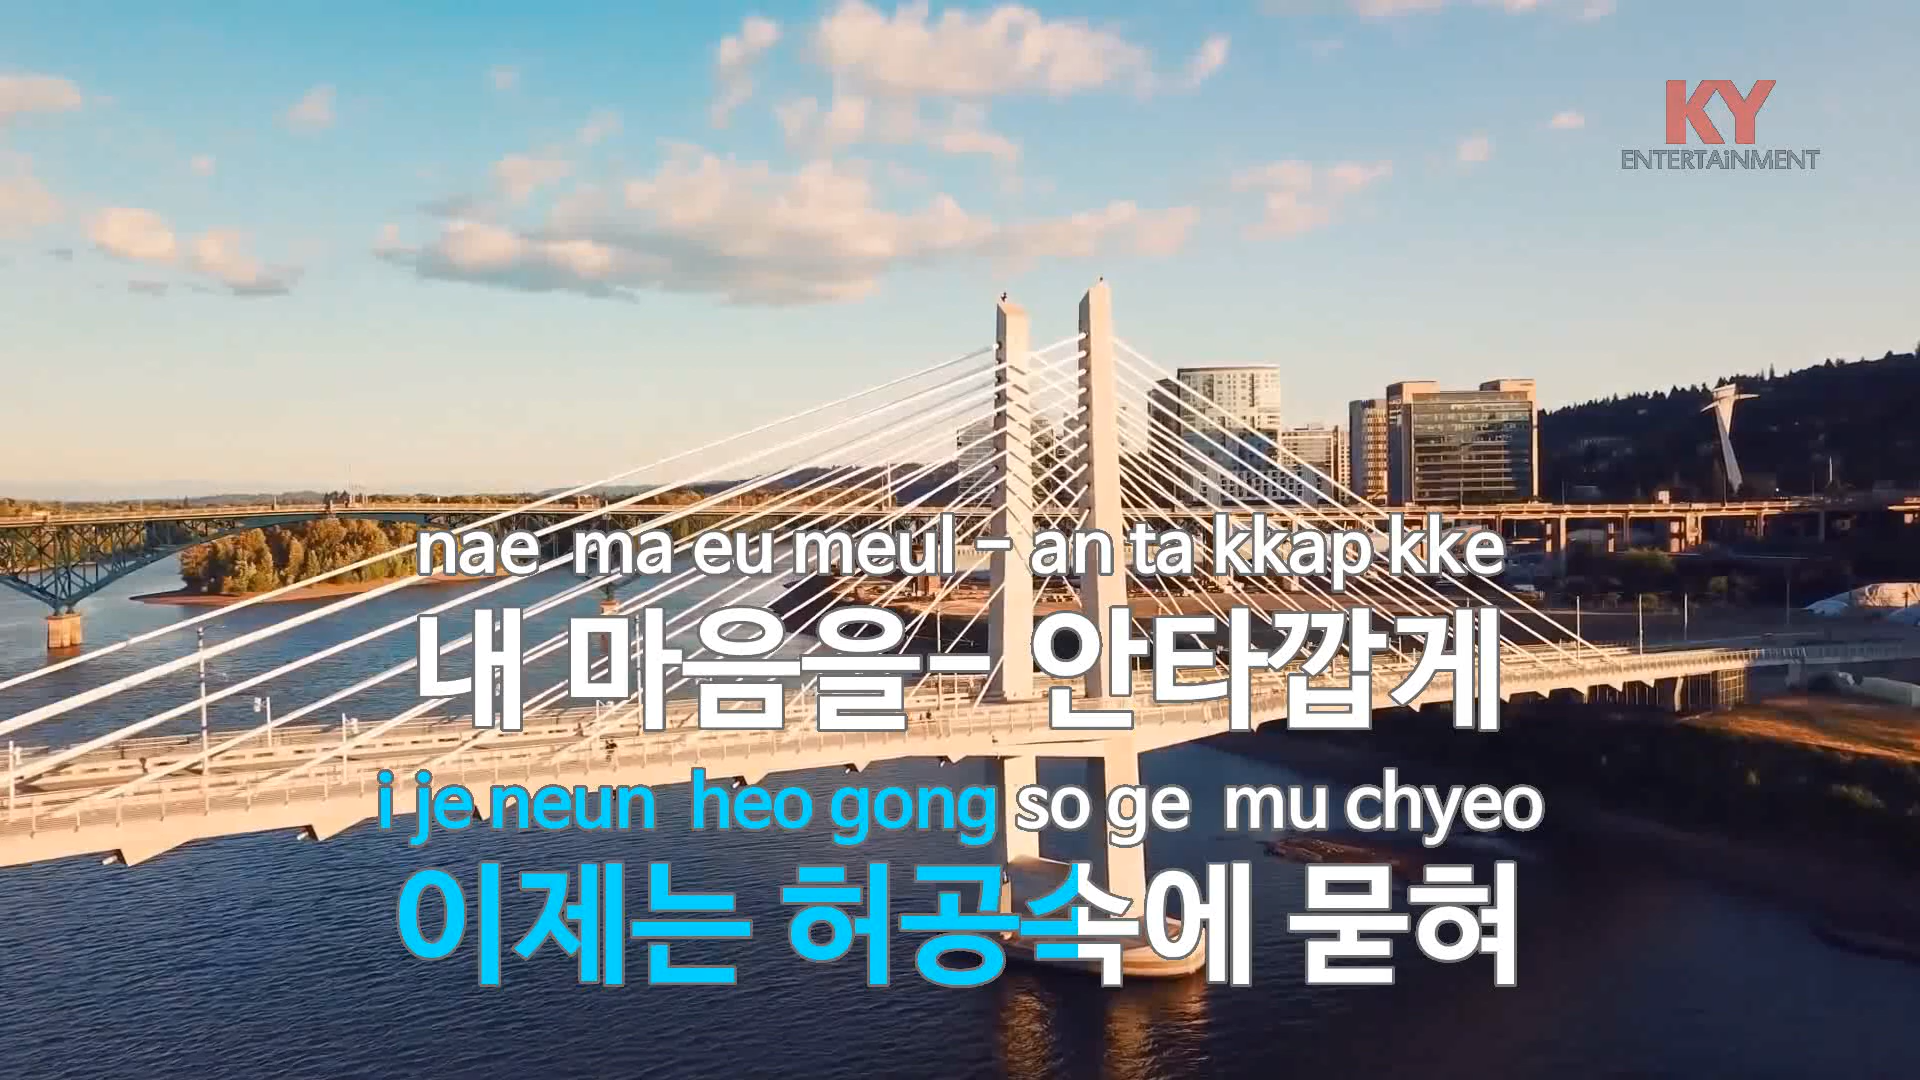 KY
ENTERTAiNMENT
nae ma eu meul - an ta kkap kke
내 마음을- 안타깝게
i je neun heo gong so ge mu chyeo
이제는 허공속에 묻혀